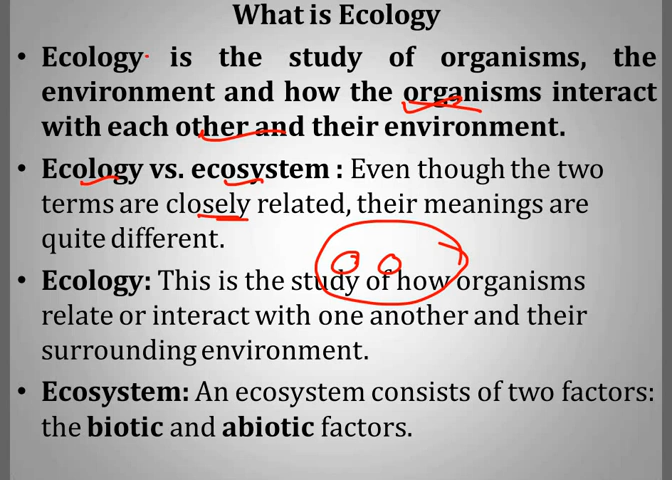 What is Ecology
• Ecology is the study of organisms, the
environment and how the organisms interact
with each other and their environment.
• Ecology vs. ecosystem : Even though the two
terms are closely related, their meanings are
quite different.
• Ecology: This is the study of how organisms
relate or interact with one another and their
surrounding environment.
• Ecosystem: An ecosystem consists of two factors:
the biotic and abiotic factors.